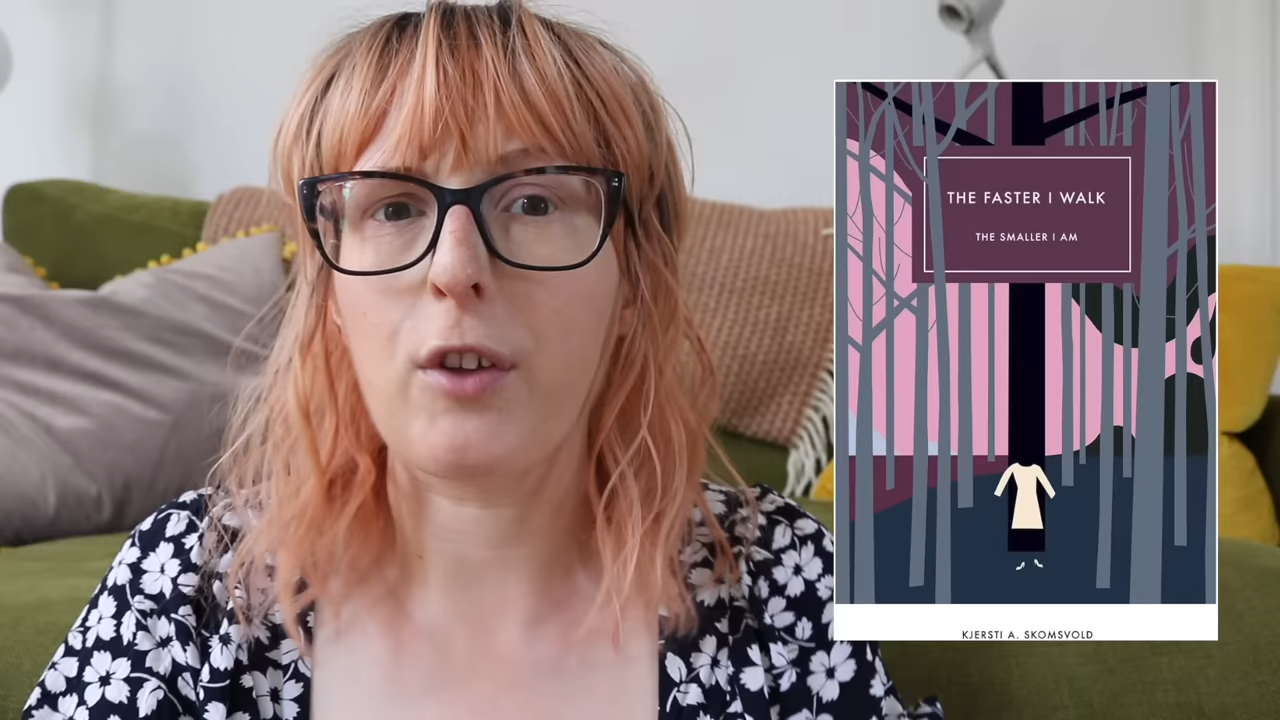 THE FASTER I WALK
THE SMALLER I AM
KJERSTI A. SKOMSVOLD